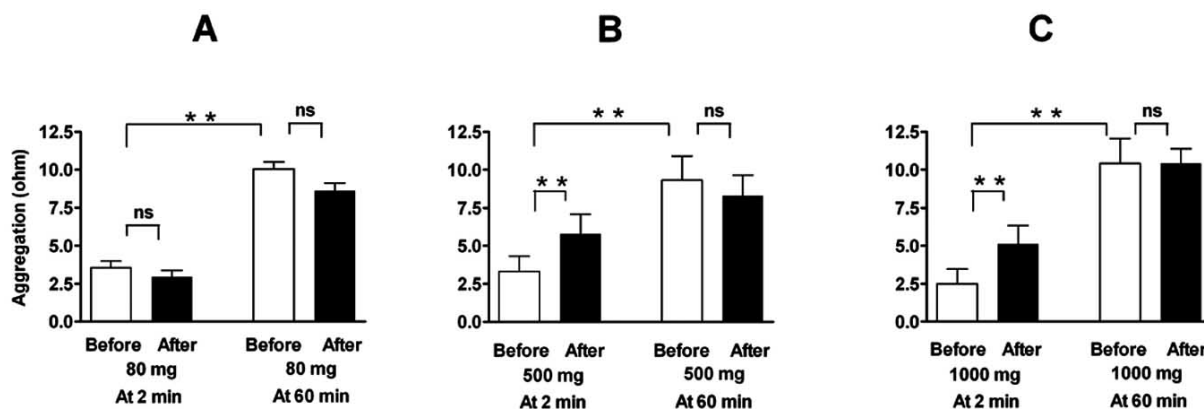 A B C
* * * * * *
ns ns ns
12.5 12.5 12.5
10.0 10.0 10.0
* * * *
7.5 7.5 7.5
ns
5.0 5.0 5.0
2.5 2.5 2.5
0.0 0.0 0.0
Aggregation (ohm)
Before After Before After Before After Before After Before After Before After
80 mg 80 mg 500 mg 500 mg 1000 mg 1000 mg
At 2 min At 60 min At 2 min At 60 min At 2 min At 60 min